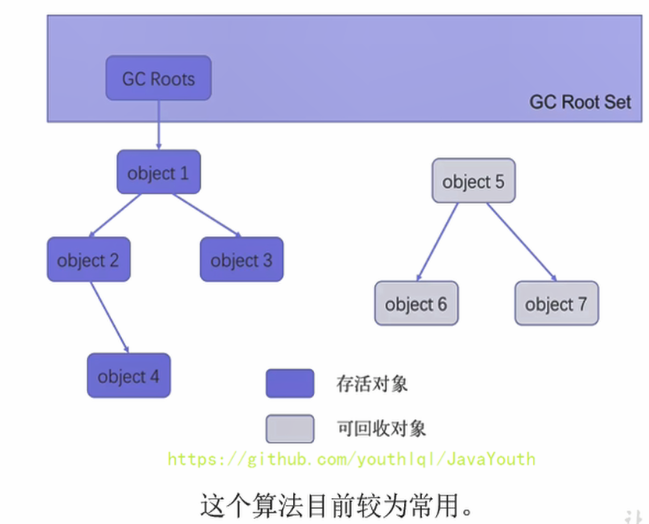 GC Roots
GC Root Set
object 1
object 5
object 2
object 3
object 6
object 7
object 4
存活对象
可回收对象
https://github.com/youthlql/JavaYouth
这个算法目前较为常用。